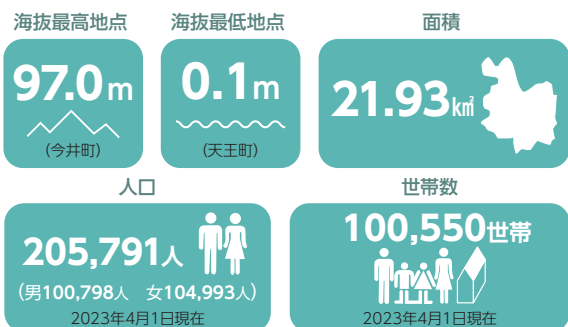 海抜最高地点
97.0m
(今井町)
海抜最低地点
0.1m
(天王町)
面積
21.93㎢
人口
205,791人
(男100,798人 女104,993人)
2023年4月1日現在
世帯数
100,550世帯
2023年4月1日現在